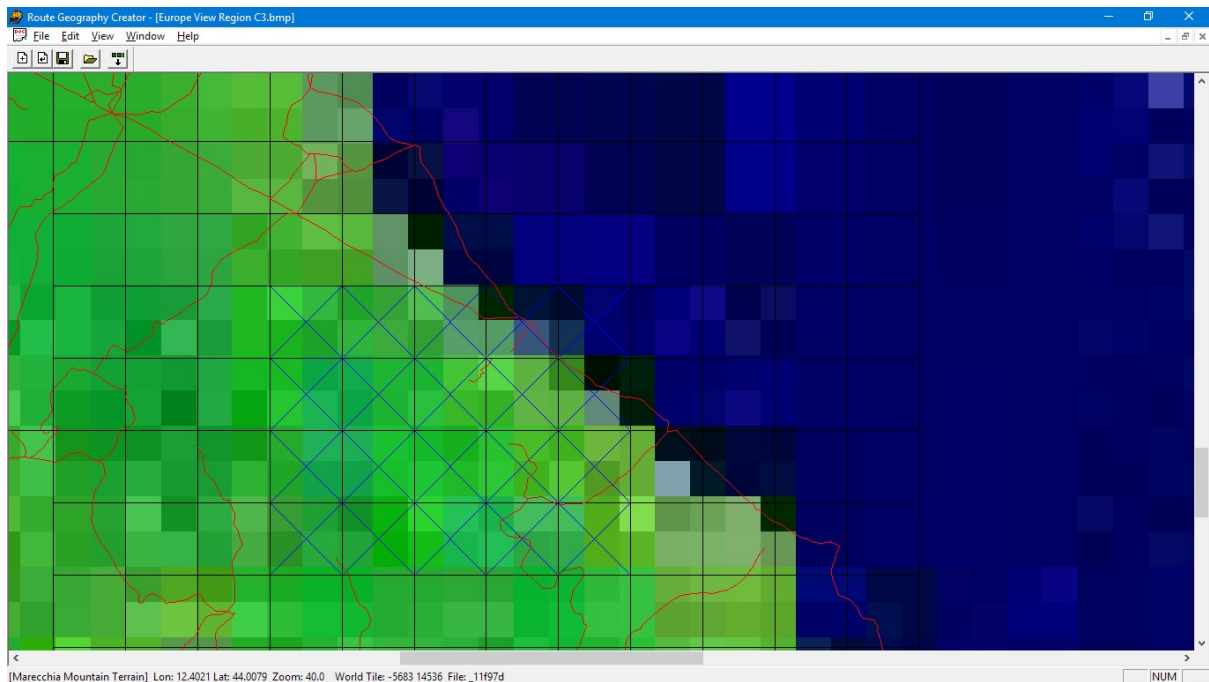 Route Geography Creator - [Europe View Region C3.bmp]
File Edit View Window Help
[Marecchia Mountain Terrain] Lon: 12.4021 Lat: 44.0079 Zoom: 40.0 World Tile: -5683 14536 File: _11f97d
NUM